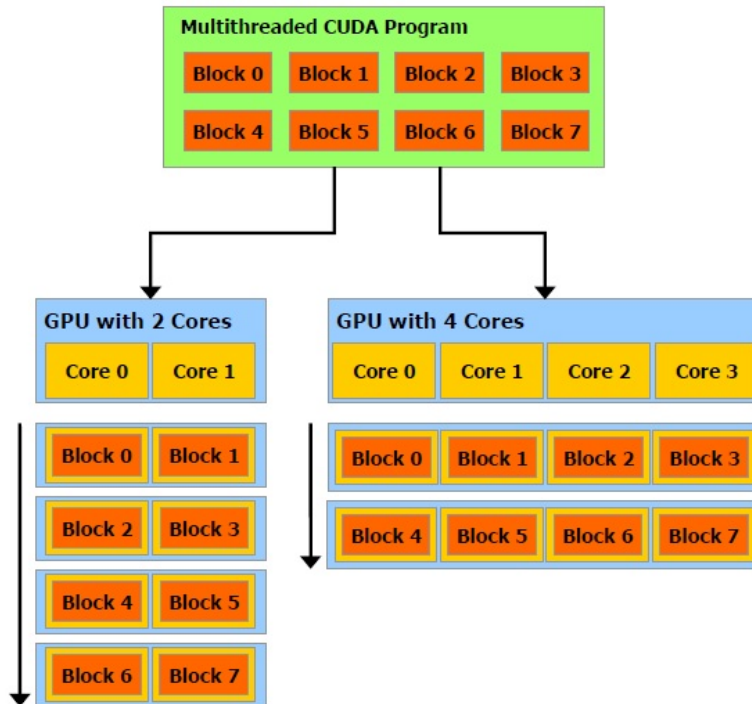 Multithreaded CUDA Program
Block 0 Block 1 Block 2 Block 3
Block 4 Block 5 Block 6 Block 7
GPU with 2 Cores
Core 0 Core 1
Block 0 Block 1
Block 2 Block 3
Block 4 Block 5
Block 6 Block 7
GPU with 4 Cores
Core 0 Core 1 Core 2 Core 3
Block 0 Block 1 Block 2 Block 3
Block 4 Block 5 Block 6 Block 7